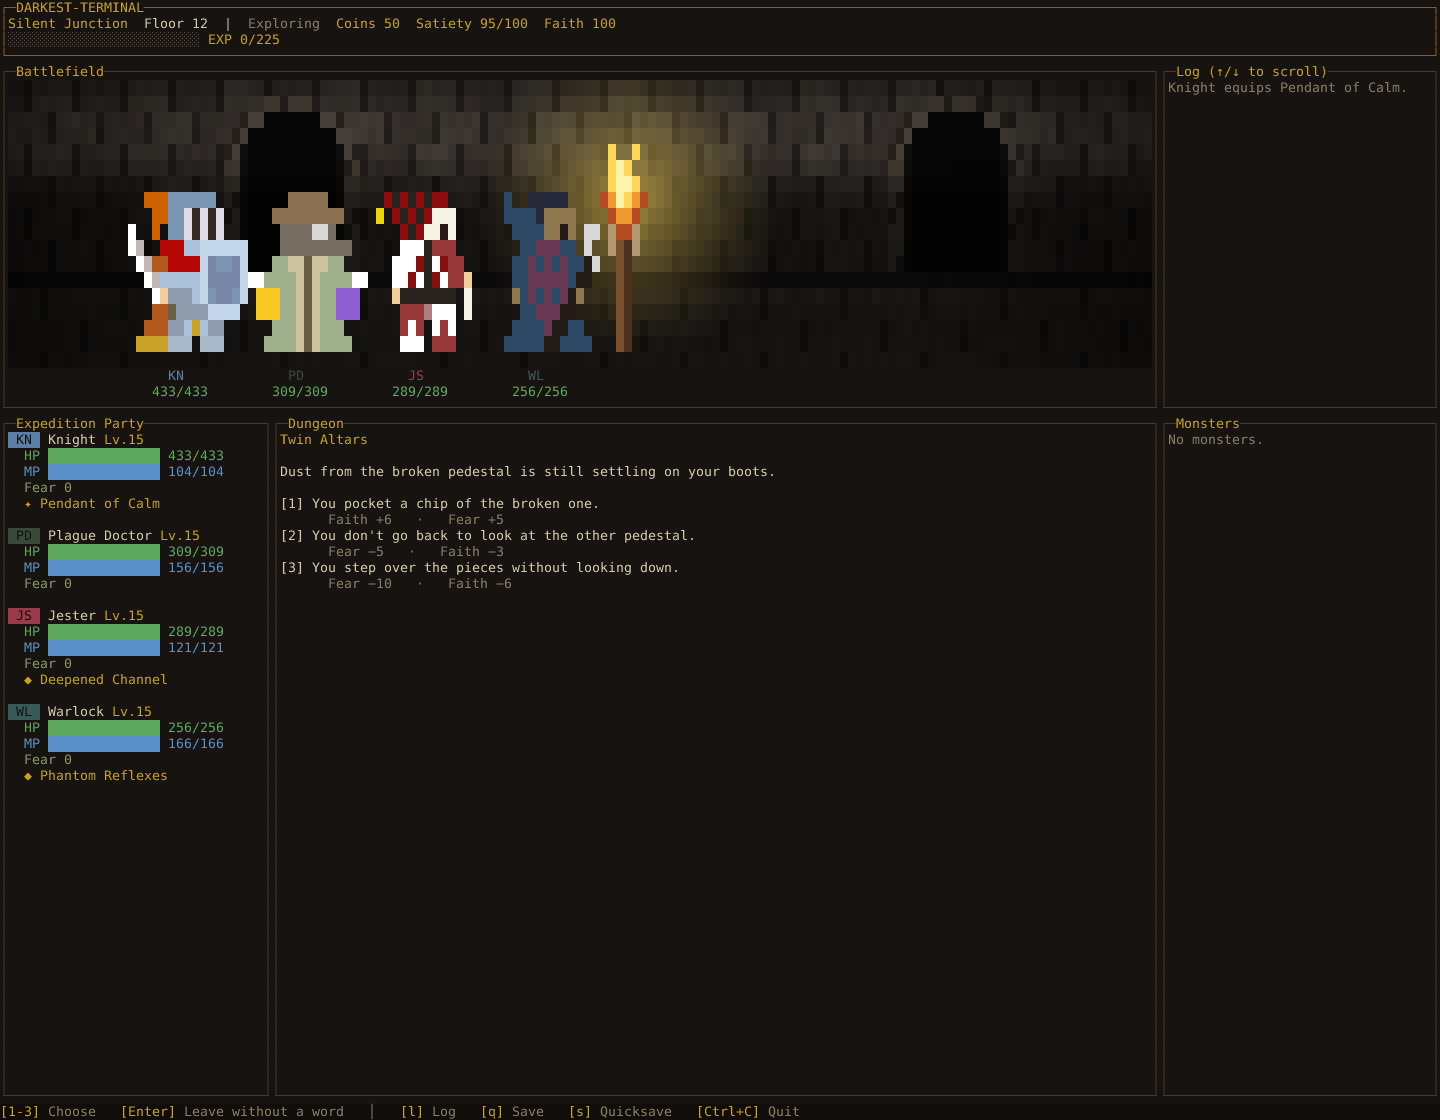 DARKEST-TERMINAL
Silent Junction  Floor 12  |  Exploring  Coins 50  Satiety 95/100  Faith 100
EXP 0/225
Battlefield
Log (↑/↓ to scroll)
Knight equips Pendant of Calm.
KN PD JS WL
433/433 309/309 289/289 256/256
Expedition Party
KN Knight Lv.15
HP 433/433
MP 104/104
Fear 0
✦ Pendant of Calm
PD Plague Doctor Lv.15
HP 309/309
MP 156/156
Fear 0
JS Jester Lv.15
HP 289/289
MP 121/121
Fear 0
◆ Deepened Channel
WL Warlock Lv.15
HP 256/256
MP 166/166
Fear 0
◆ Phantom Reflexes
Dungeon
Twin Altars
Dust from the broken pedestal is still settling on your boots.
[1] You pocket a chip of the broken one.
Faith +6 · Fear +5
[2] You don't go back to look at the other pedestal.
Fear −5 · Faith −3
[3] You step over the pieces without looking down.
Fear −10 · Faith −6
Monsters
No monsters.
[1-3] Choose [Enter] Leave without a word │ [l] Log [q] Save [s] Quicksave [Ctrl+C] Quit